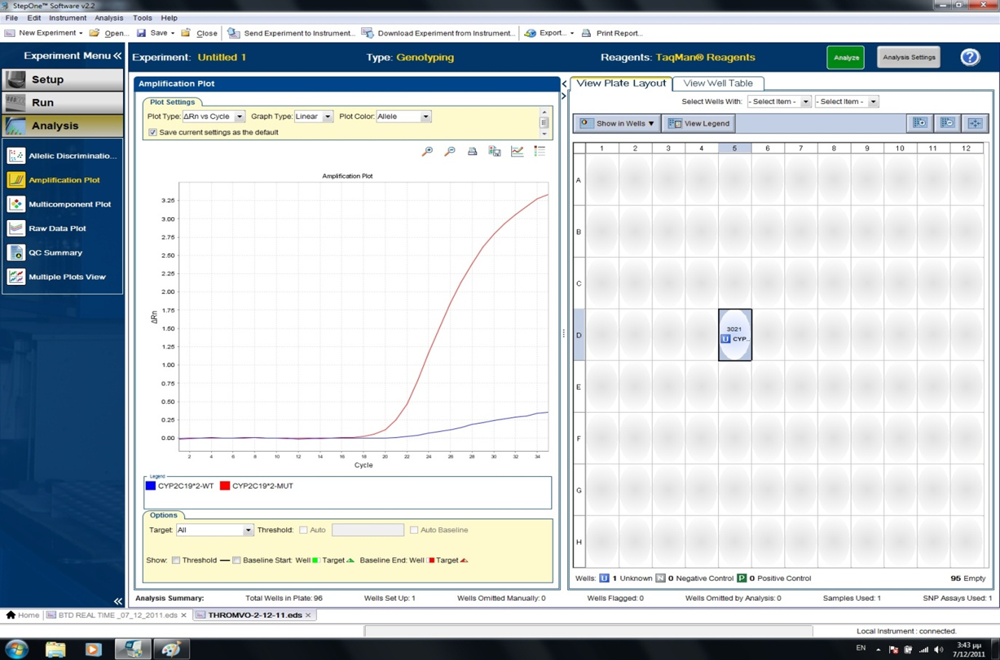 StepOne™ Software v2.2
File Edit Instrument Analysis Tools Help
New Experiment Open... Save Close Send Experiment to Instrument... Download Experiment from Instrument... Export... Print Report...
Experiment Menu «
Setup
Run
Analysis
Allelic Discriminatio...
Amplification Plot
Multicomponent Plot
Raw Data Plot
QC Summary
Multiple Plots View
«
Experiment: Untitled 1 Type: Genotyping Reagents: TaqMan® Reagents Analyze Analysis Settings ?
Amplification Plot
Plot Settings
Plot Type: ΔRn vs Cycle Graph Type: Linear Plot Color: Allele
Save current settings as the default
Amplification Plot
3.25
3.00
2.75
2.50
2.25
2.00
1.75
1.50
1.25
1.00
0.75
0.50
0.25
0.00
ΔRn
2 4 6 8 10 12 14 16 18 20 22 24 26 28 30 32 34
Cycle
Legend
CYP2C19*2-WT CYP2C19*2-MUT
Options
Target: All Threshold: Auto Auto Baseline
Show: Threshold Baseline Start: Well Target Baseline End: Well Target
View Plate Layout View Well Table
Select Wells With: - Select Item - - Select Item -
Show in Wells ▼ View Legend
1 2 3 4 5 6 7 8 9 10 11 12
A
B
C
D
3021
U CYP...
E
F
G
H
Wells: U 1 Unknown N 0 Negative Control P 0 Positive Control 95 Empty
Analysis Summary: Total Wells in Plate: 96 Wells Set Up: 1 Wells Omitted Manually: 0 Wells Flagged: 0 Wells Omitted by Analysis: 0 Samples Used: 1 SNP Assays Used: 1
Home BTD REAL TIME _07_12_2011.eds × THROMVO-2-12-11.eds ×
Local Instrument : connected.
EN 3:43 μμ
7/12/2011